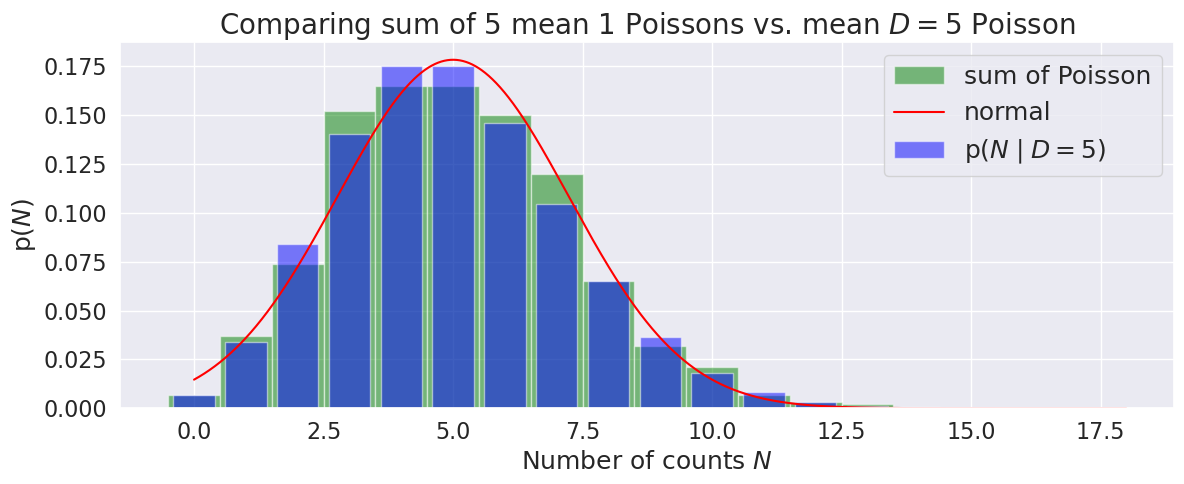 Comparing sum of 5 mean 1 Poissons vs. mean D = 5 Poisson
sum of Poisson
normal
p(N | D = 5)
p(N)
0.175
0.150
0.125
0.100
0.075
0.050
0.025
0.000
0.0 2.5 5.0 7.5 10.0 12.5 15.0 17.5
Number of counts N